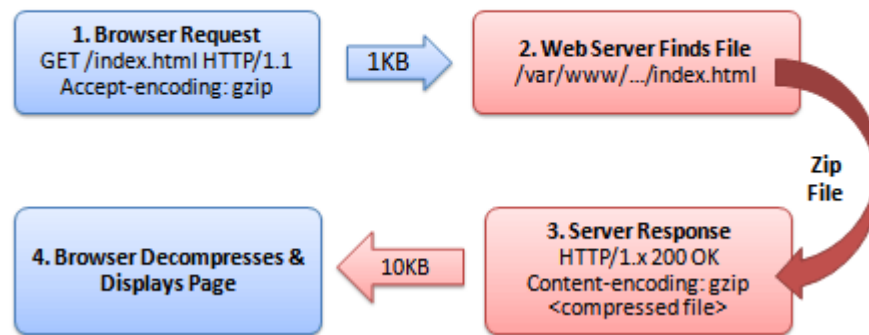 1. Browser Request
GET /index.html HTTP/1.1
Accept-encoding: gzip
1KB
2. Web Server Finds File
/var/www/.../index.html
Zip
File
3. Server Response
HTTP/1.x 200 OK
Content-encoding: gzip
<compressed file>
10KB
4. Browser Decompresses &
Displays Page